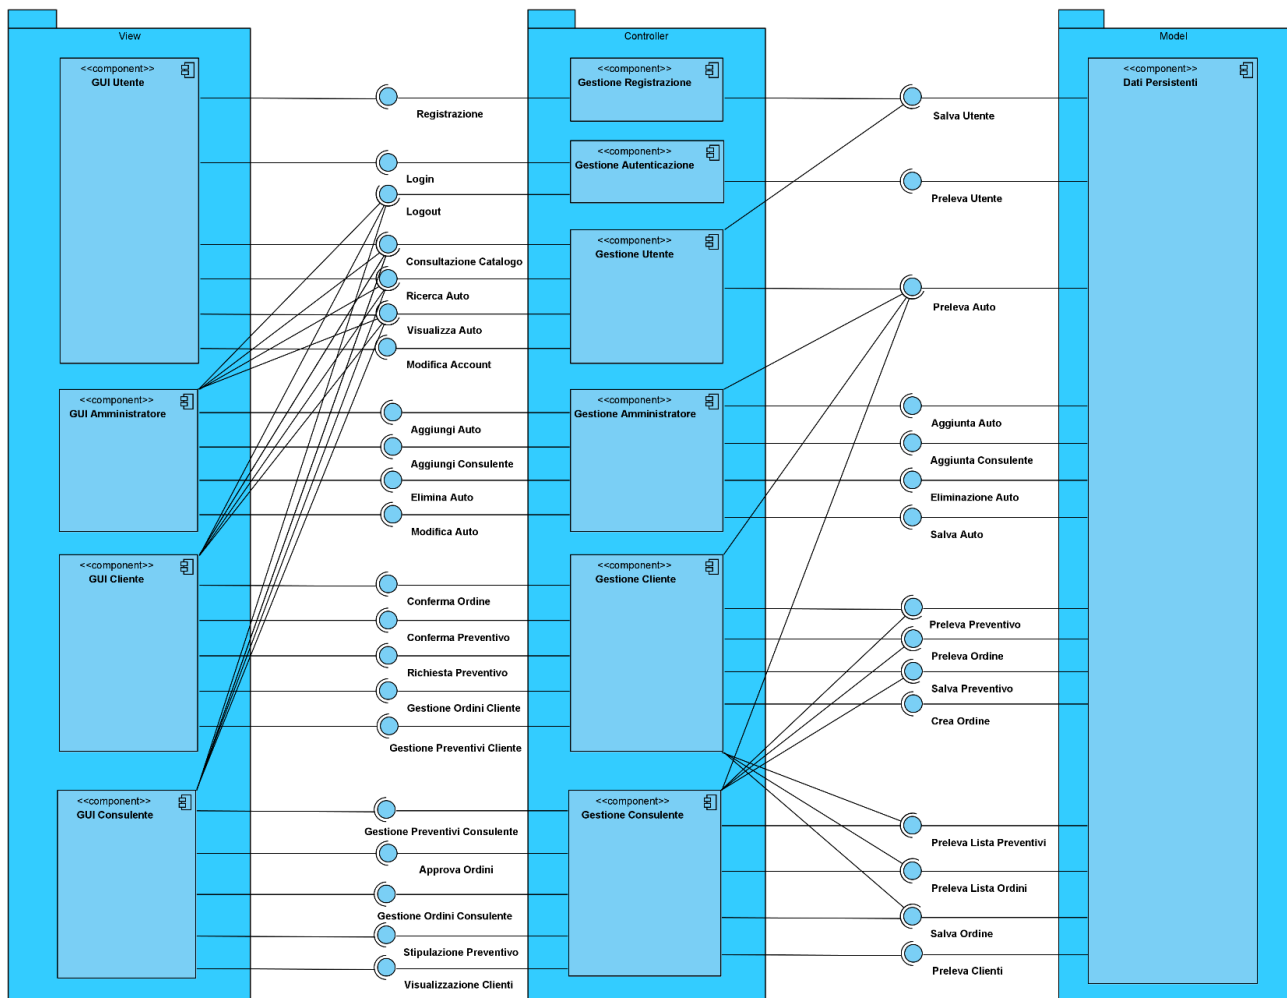 View
Controller
Model
<<component>>
GUI Utente
<<component>>
Gestione Registrazione
<<component>>
Dati Persistenti
Registrazione
Salva Utente
<<component>>
Gestione Autenticazione
Login
Logout
Preleva Utente
<<component>>
Gestione Utente
Consultazione Catalogo
Ricerca Auto
Visualizza Auto
Modifica Account
Preleva Auto
<<component>>
GUI Amministratore
<<component>>
Gestione Amministratore
Aggiungi Auto
Aggiungi Consulente
Elimina Auto
Modifica Auto
Aggiunta Auto
Aggiunta Consulente
Eliminazione Auto
Salva Auto
<<component>>
GUI Cliente
<<component>>
Gestione Cliente
Conferma Ordine
Conferma Preventivo
Richiesta Preventivo
Gestione Ordini Cliente
Gestione Preventivi Cliente
Preleva Preventivo
Preleva Ordine
Salva Preventivo
Crea Ordine
<<component>>
GUI Consulente
<<component>>
Gestione Consulente
Gestione Preventivi Consulente
Approva Ordini
Gestione Ordini Consulente
Stipulazione Preventivo
Visualizzazione Clienti
Preleva Lista Preventivi
Preleva Lista Ordini
Salva Ordine
Preleva Clienti